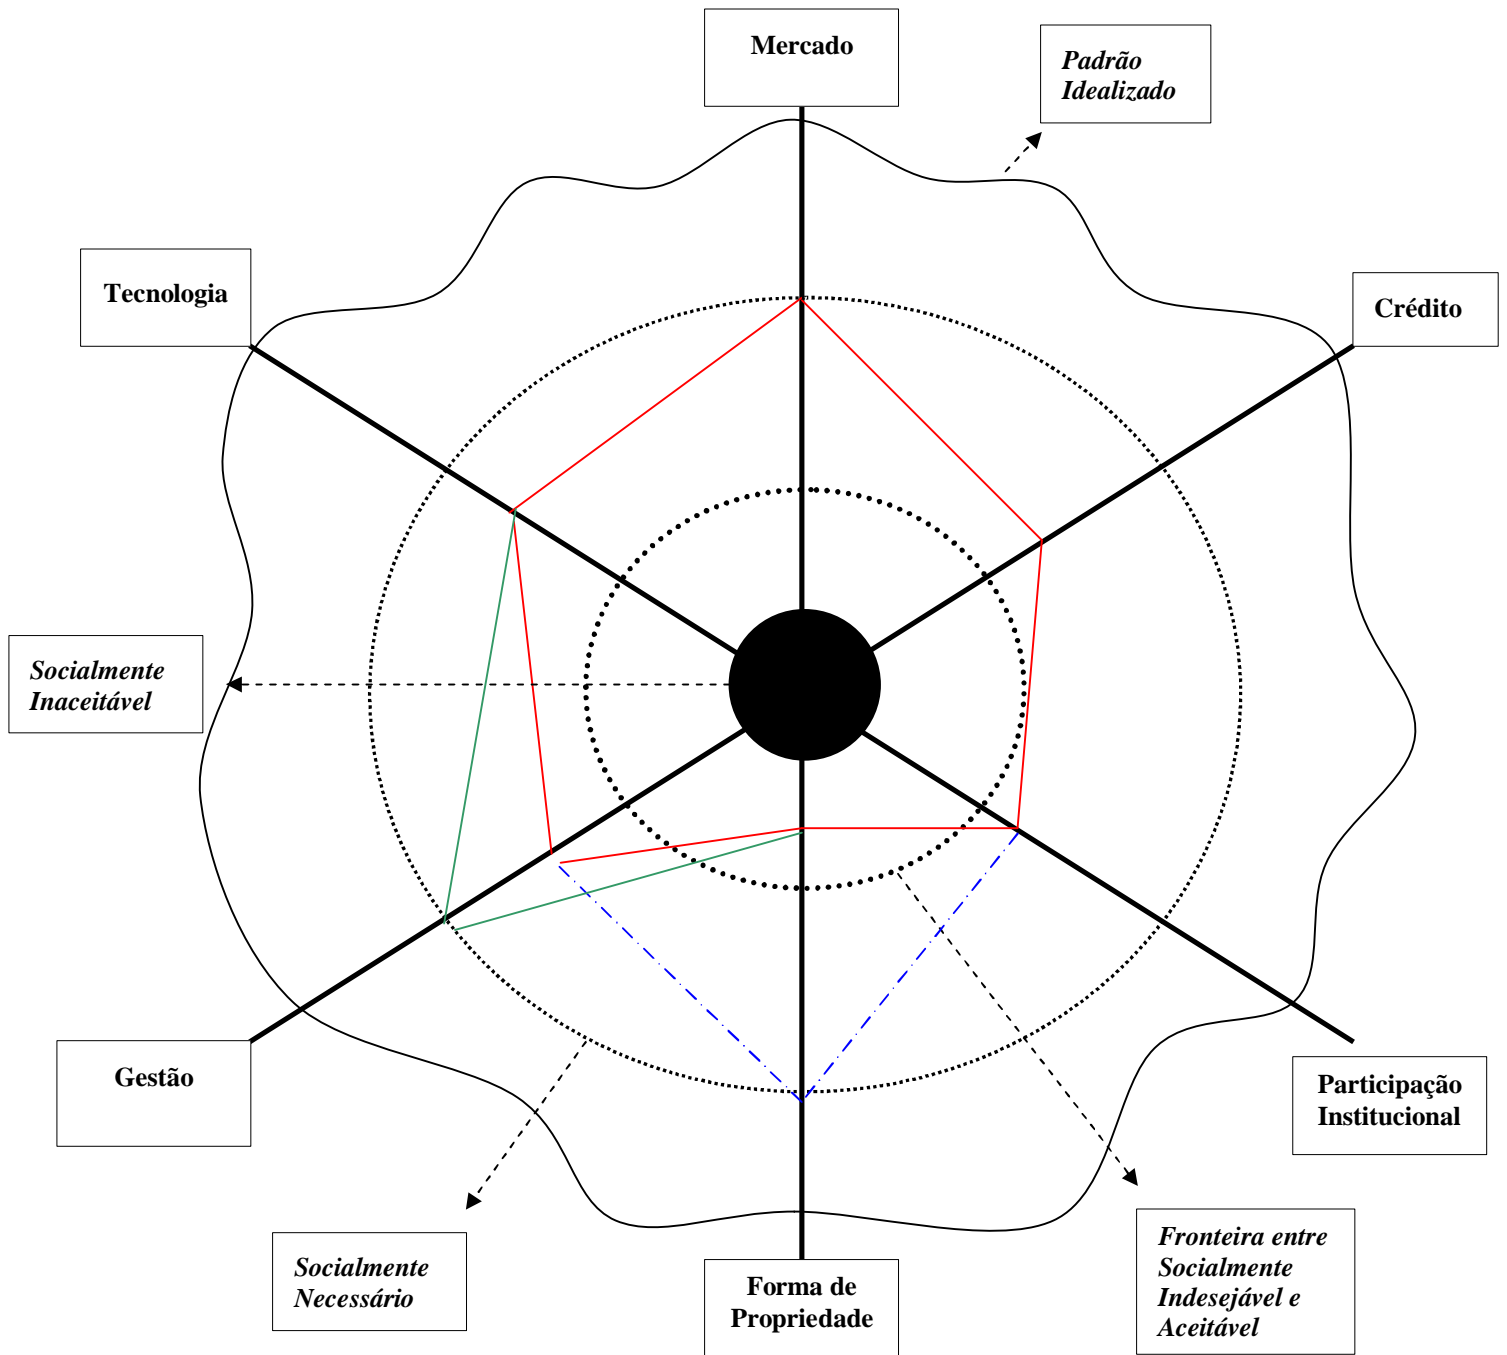 Mercado
Padrão
Idealizado
Tecnologia
Crédito
Socialmente
Inaceitável
Gestão
Participação
Institucional
Socialmente
Necessário
Forma de
Propriedade
Fronteira entre
Socialmente
Indesejável e
Aceitável